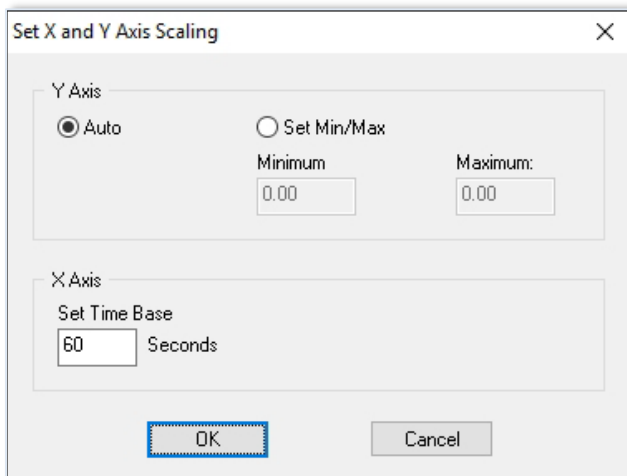 Set X and Y Axis Scaling
Y Axis
Auto
Set Min/Max
Minimum
Maximum:
0.00
0.00
X Axis
Set Time Base
60 Seconds
OK
Cancel